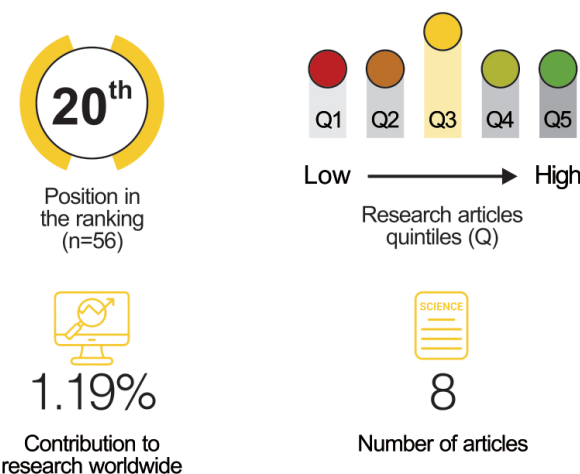 20th
Position in
the ranking
(n=56)
Q1 Q2 Q3 Q4 Q5
Low High
Research articles
quintiles (Q)
1.19%
Contribution to
research worldwide
SCIENCE
8
Number of articles